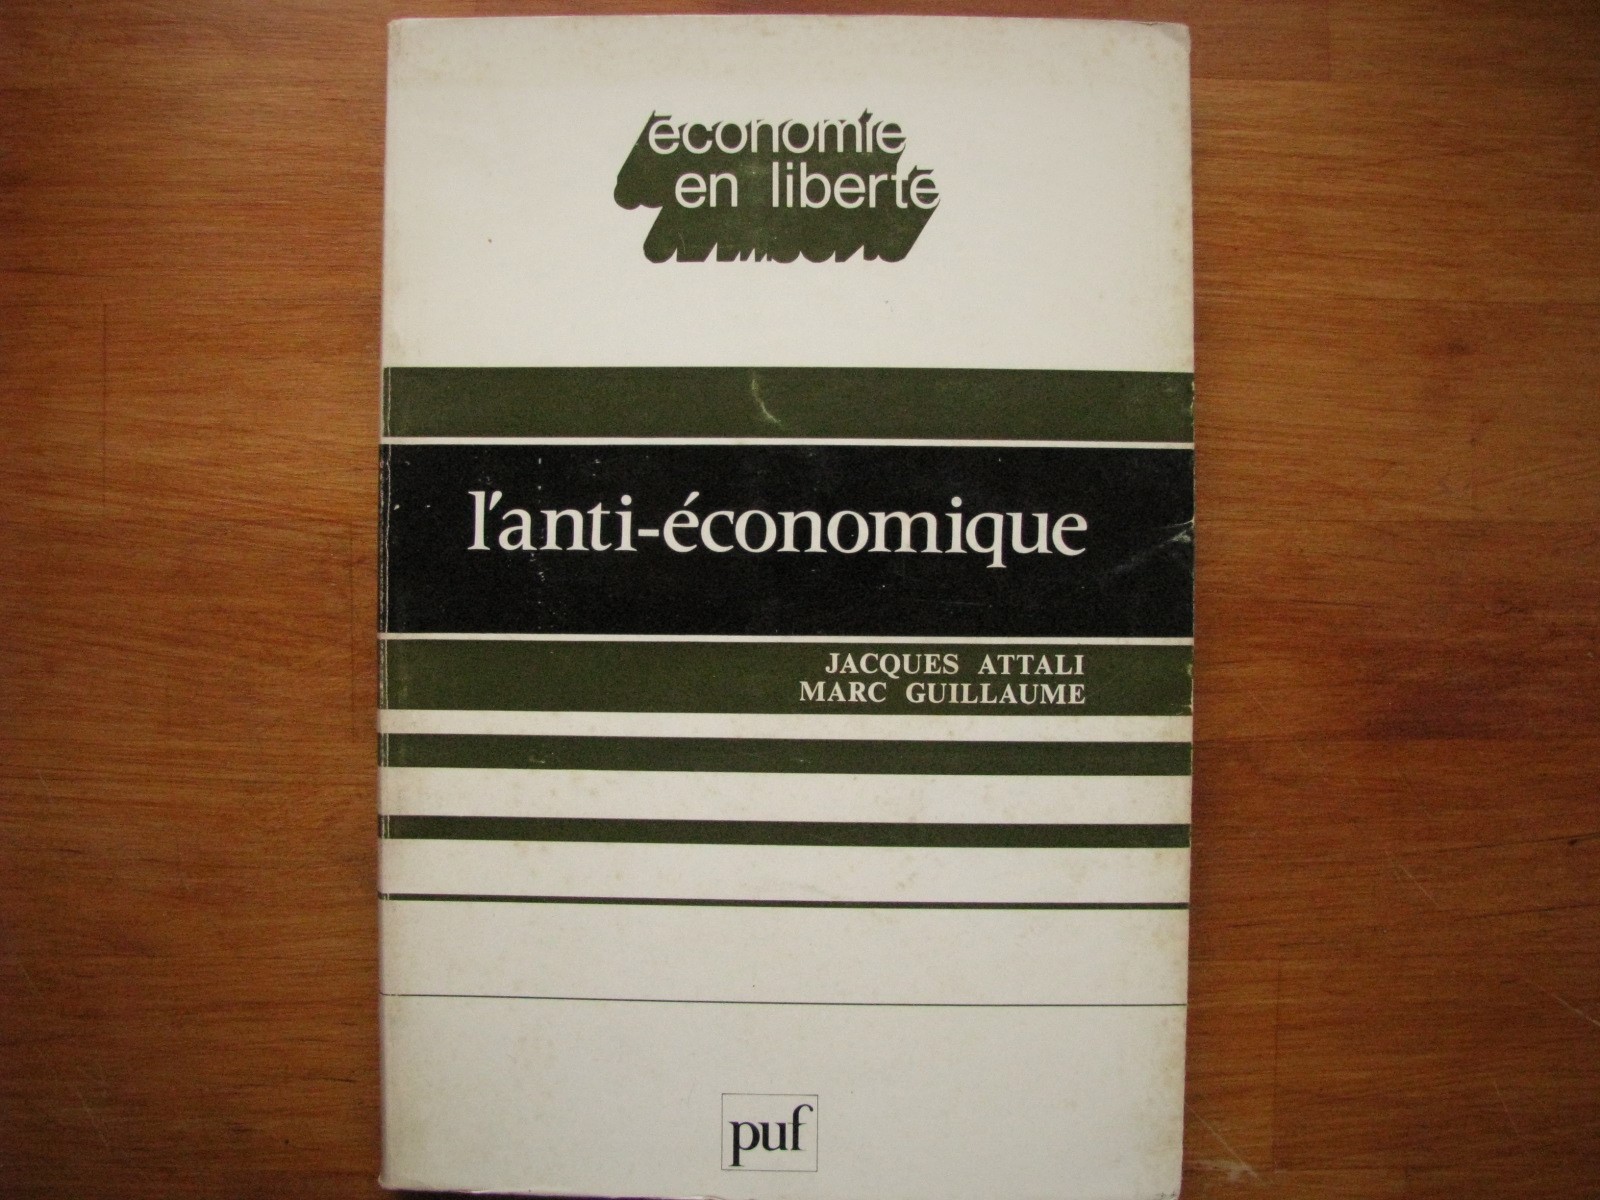 économie
en liberté
l'anti-économique
JACQUES ATTALI
MARC GUILLAUME
puf